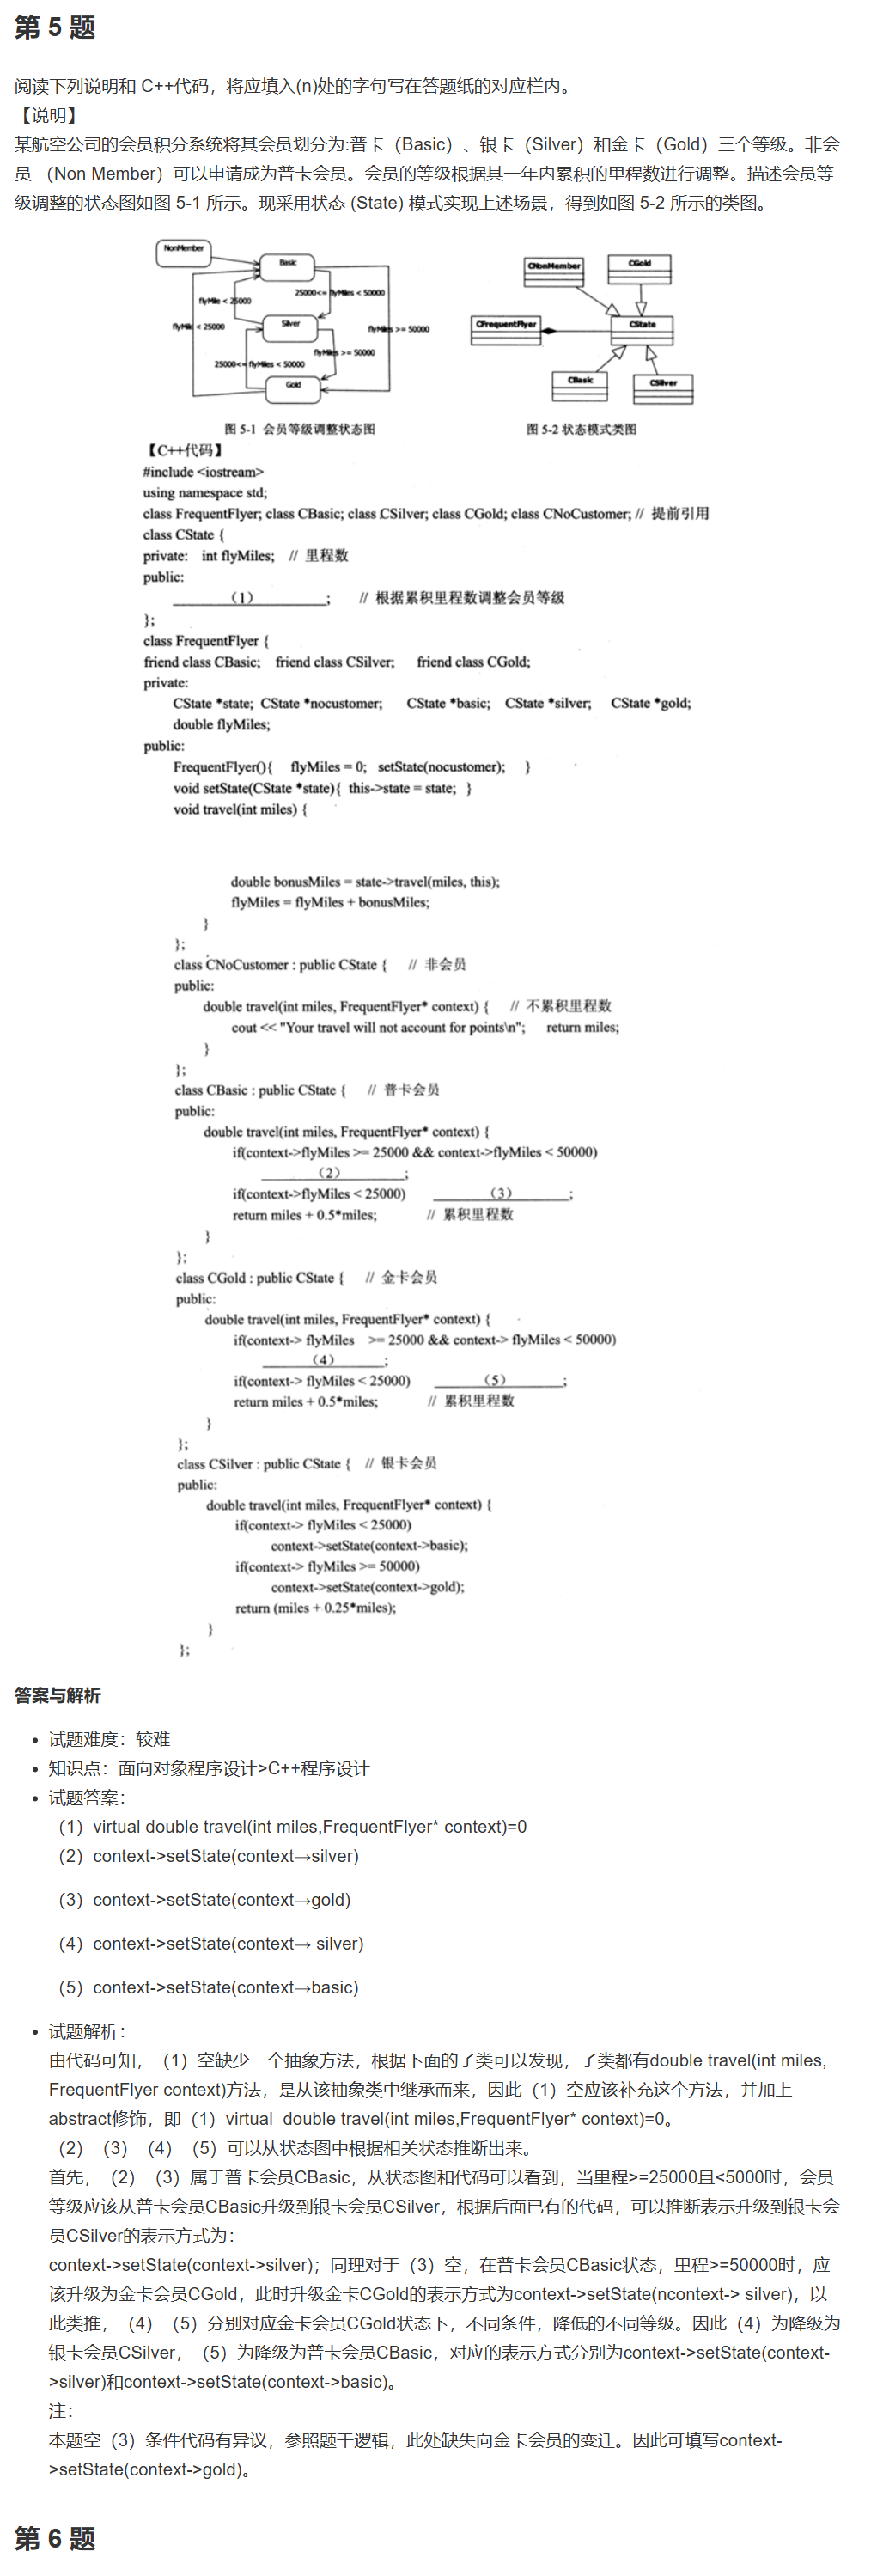 第 5 题
阅读下列说明和 C++代码，将应填入(n)处的字句写在答题纸的对应栏内。
【说明】
某航空公司的会员积分系统将其会员划分为:普卡（Basic）、银卡（Silver）和金卡（Gold）三个等级。非会
员 （Non Member）可以申请成为普卡会员。会员的等级根据其一年内累积的里程数进行调整。描述会员等
级调整的状态图如图 5-1 所示。现采用状态 (State) 模式实现上述场景，得到如图 5-2 所示的类图。
NonMember
Basic
25000<= flyMiles < 50000
flyMile < 25000
Silver
flyMile < 25000
flyMiles >= 50000
flyMiles >= 50000
25000<= flyMiles < 50000
Gold
CNonMember
CGold
CFrequentFlyer
CState
CBasic
CSilver
图 5-1 会员等级调整状态图
图 5-2 状态模式类图
【C++代码】
#include <iostream>
using namespace std;
class FrequentFlyer; class CBasic; class CSilver; class CGold; class CNoCustomer; // 提前引用
class CState {
private: int flyMiles; // 里程数
public:
（1） ; // 根据累积里程数调整会员等级
};
class FrequentFlyer {
friend class CBasic; friend class CSilver; friend class CGold;
private:
CState *state; CState *nocustomer; CState *basic; CState *silver; CState *gold;
double flyMiles;
public:
FrequentFlyer(){ flyMiles = 0; setState(nocustomer); }
void setState(CState *state){ this->state = state; }
void travel(int miles) {
double bonusMiles = state->travel(miles, this);
flyMiles = flyMiles + bonusMiles;
}
};
class CNoCustomer : public CState { // 非会员
public:
double travel(int miles, FrequentFlyer* context) { // 不累积里程数
cout << "Your travel will not account for points\n"; return miles;
}
};
class CBasic : public CState { // 普卡会员
public:
double travel(int miles, FrequentFlyer* context) {
if(context->flyMiles >= 25000 && context->flyMiles < 50000)
（2） ;
if(context->flyMiles < 25000) （3） ;
return miles + 0.5*miles; // 累积里程数
}
};
class CGold : public CState { // 金卡会员
public:
double travel(int miles, FrequentFlyer* context) {
if(context-> flyMiles >= 25000 && context-> flyMiles < 50000)
（4） ;
if(context-> flyMiles < 25000) （5） ;
return miles + 0.5*miles; // 累积里程数
}
};
class CSilver : public CState { // 银卡会员
public:
double travel(int miles, FrequentFlyer* context) {
if(context-> flyMiles < 25000)
context->setState(context->basic);
if(context-> flyMiles >= 50000)
context->setState(context->gold);
return (miles + 0.25*miles);
}
};
答案与解析
• 试题难度：较难
• 知识点：面向对象程序设计>C++程序设计
• 试题答案：
（1）virtual double travel(int miles,FrequentFlyer* context)=0
（2）context->setState(context→silver)
（3）context->setState(context→gold)
（4）context->setState(context→ silver)
（5）context->setState(context→basic)
• 试题解析：
由代码可知，（1）空缺少一个抽象方法，根据下面的子类可以发现，子类都有double travel(int miles,
FrequentFlyer context)方法，是从该抽象类中继承而来，因此（1）空应该补充这个方法，并加上
abstract修饰，即（1）virtual double travel(int miles,FrequentFlyer* context)=0。
（2）（3）（4）（5）可以从状态图中根据相关状态推断出来。
首先，（2）（3）属于普卡会员CBasic，从状态图和代码可以看到，当里程>=25000且<5000时，会员
等级应该从普卡会员CBasic升级到银卡会员CSilver，根据后面已有的代码，可以推断表示升级到银卡会
员CSilver的表示方式为：
context->setState(context->silver)；同理对于（3）空，在普卡会员CBasic状态，里程>=50000时，应
该升级为金卡会员CGold，此时升级金卡CGold的表示方式为context->setState(ncontext-> silver)，以
此类推，（4）（5）分别对应金卡会员CGold状态下，不同条件，降低的不同等级。因此（4）为降级为
银卡会员CSilver，（5）为降级为普卡会员CBasic，对应的表示方式分别为context->setState(context-
>silver)和context->setState(context->basic)。
注：
本题空（3）条件代码有异议，参照题干逻辑，此处缺失向金卡会员的变迁。因此可填写context-
>setState(context->gold)。
第 6 题